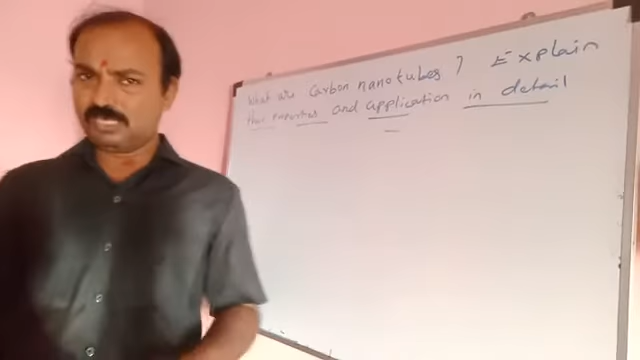 What are Carbon nanotubes ? Explain
their properties and application in detail